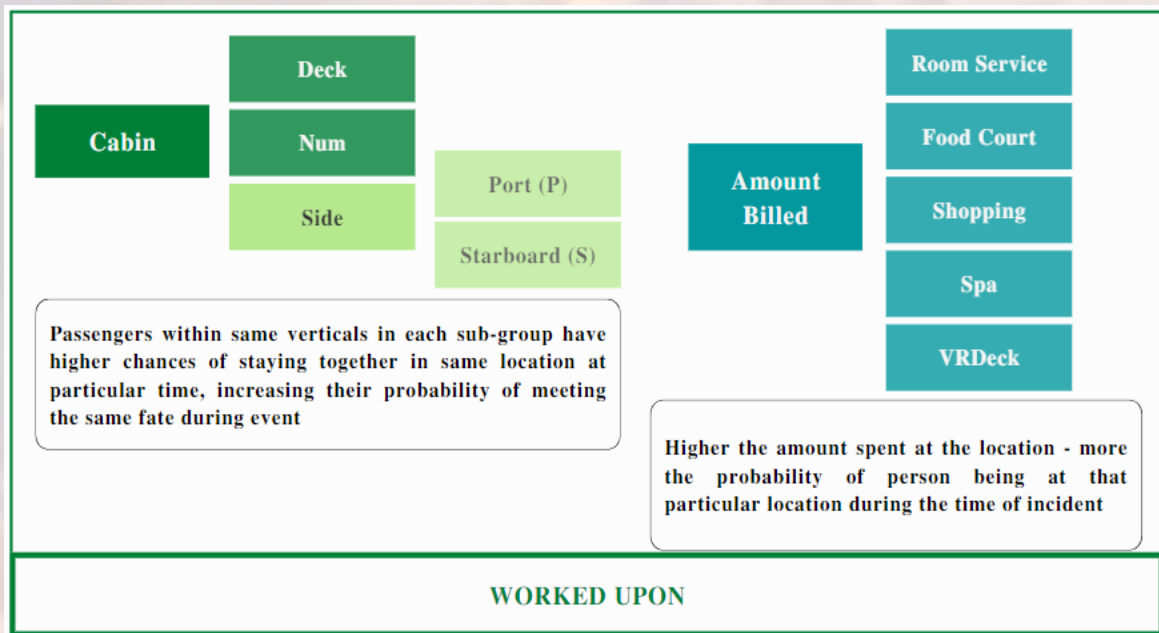 Cabin
Deck
Num
Side
Port (P)
Starboard (S)
Passengers within same verticals in each sub-group have
higher chances of staying together in same location at
particular time, increasing their probability of meeting
the same fate during event
Amount
Billed
Room Service
Food Court
Shopping
Spa
VRDeck
Higher the amount spent at the location - more
the probability of person being at that
particular location during the time of incident
WORKED UPON